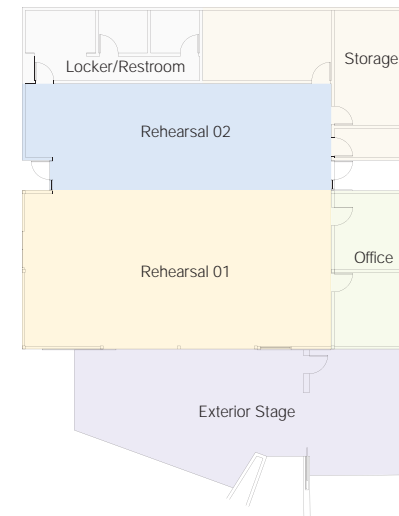 Storage
Locker/Restroom
Rehearsal 02
Office
Rehearsal 01
Exterior Stage